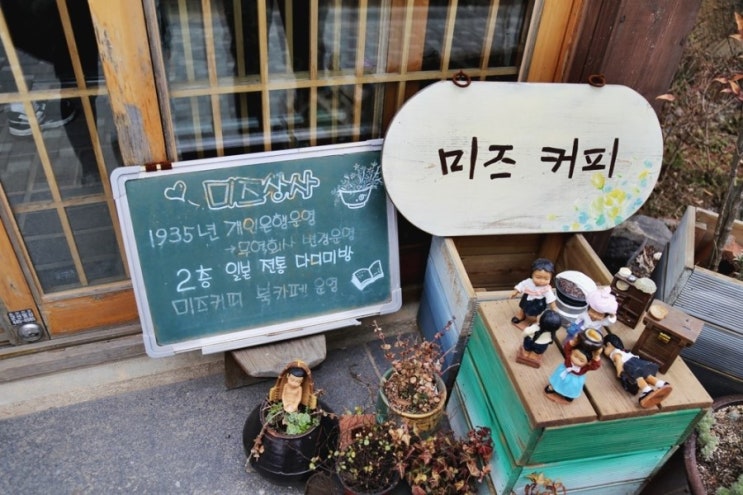 미즈상사
1935년 개인은행운영
→무역회사 변경운영
2층 일본 전통 다다미방
미즈커피 북카페 운영
미즈 커피